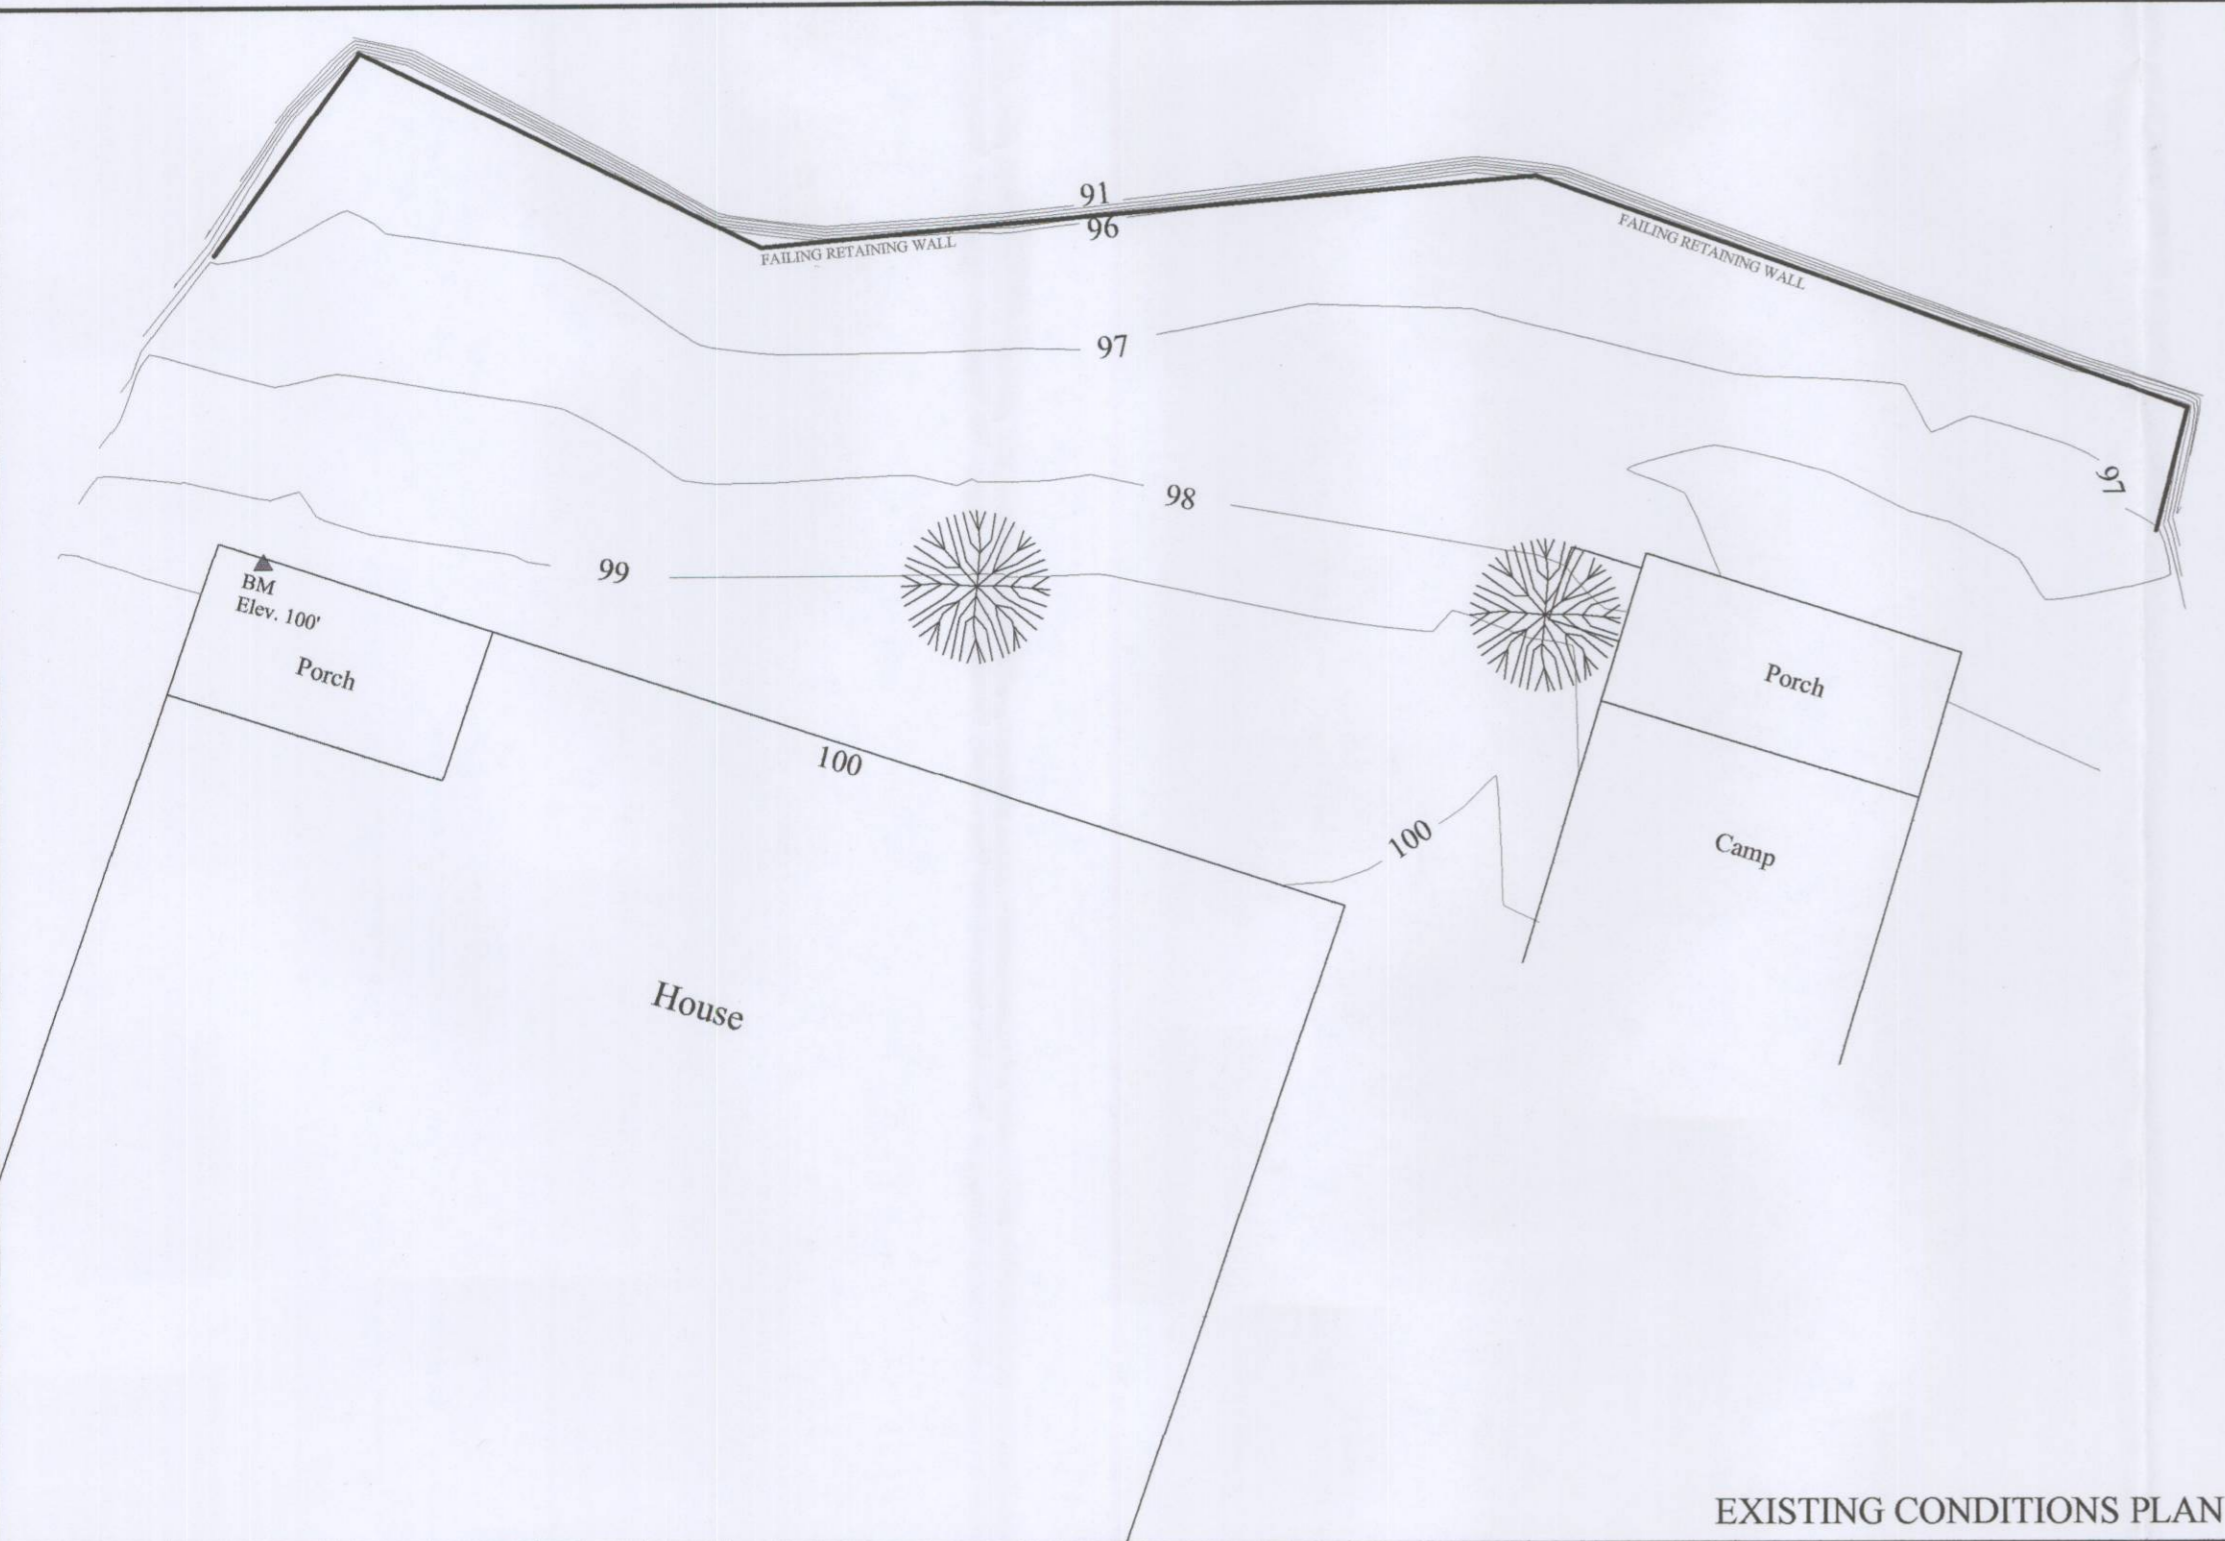 91
96
FAILING RETAINING WALL
FAILING RETAINING WALL
97
97
98
99
BM
Elev. 100'
Porch
100
Porch
100
Camp
House
EXISTING CONDITIONS PLAN